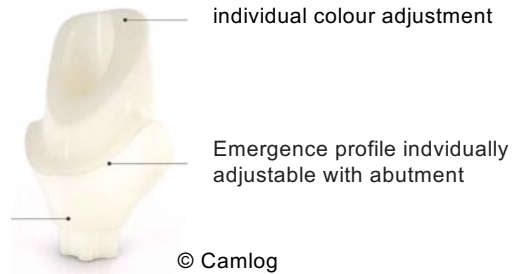 individual colour adjustment
Emergence profile indvidually
adjustable with abutment
© Camlog